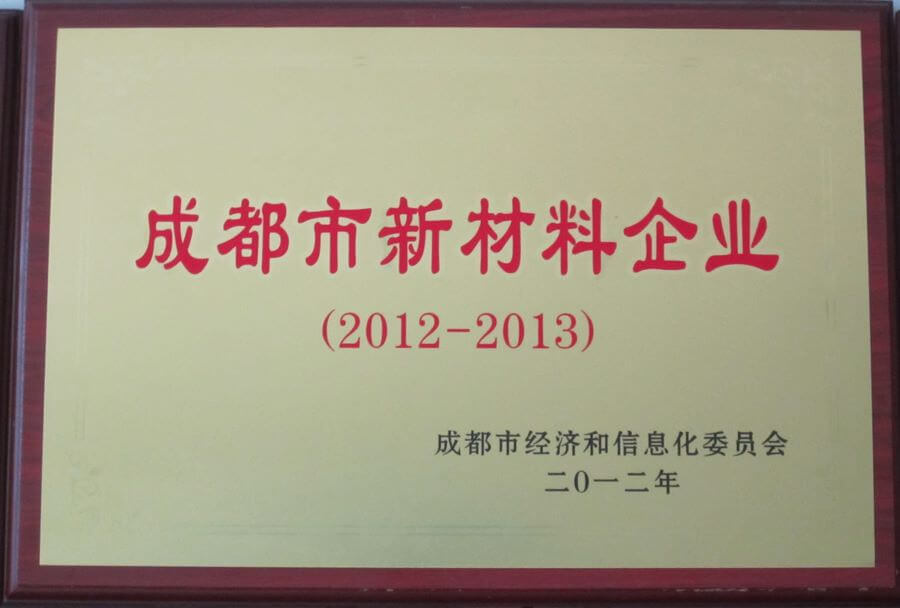 成都市新材料企业
(2012-2013)
成都市经济和信息化委员会
二0一二年